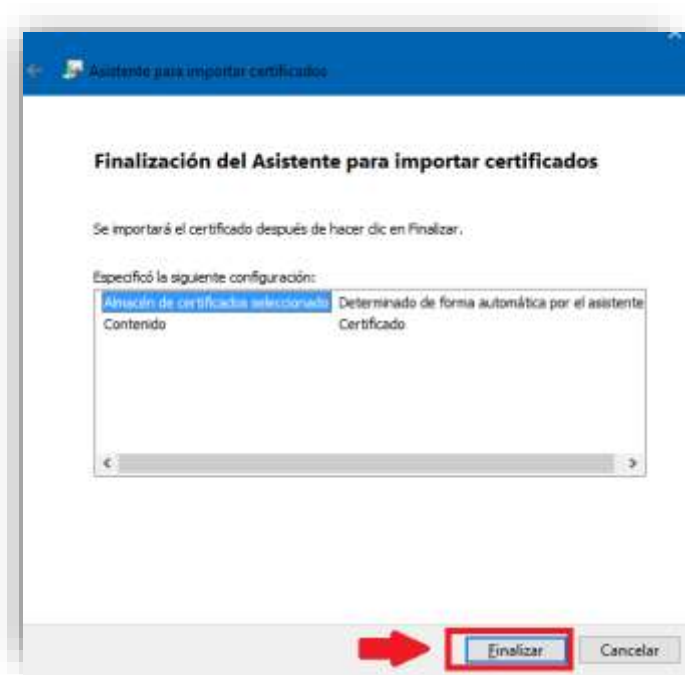 Asistente para importar certificados
Finalización del Asistente para importar certificados
Se importará el certificado después de hacer clic en Finalizar.
Especificó la siguiente configuración:
Almacén de certificados seleccionado Determinado de forma automática por el asistente
Contenido Certificado
Finalizar Cancelar